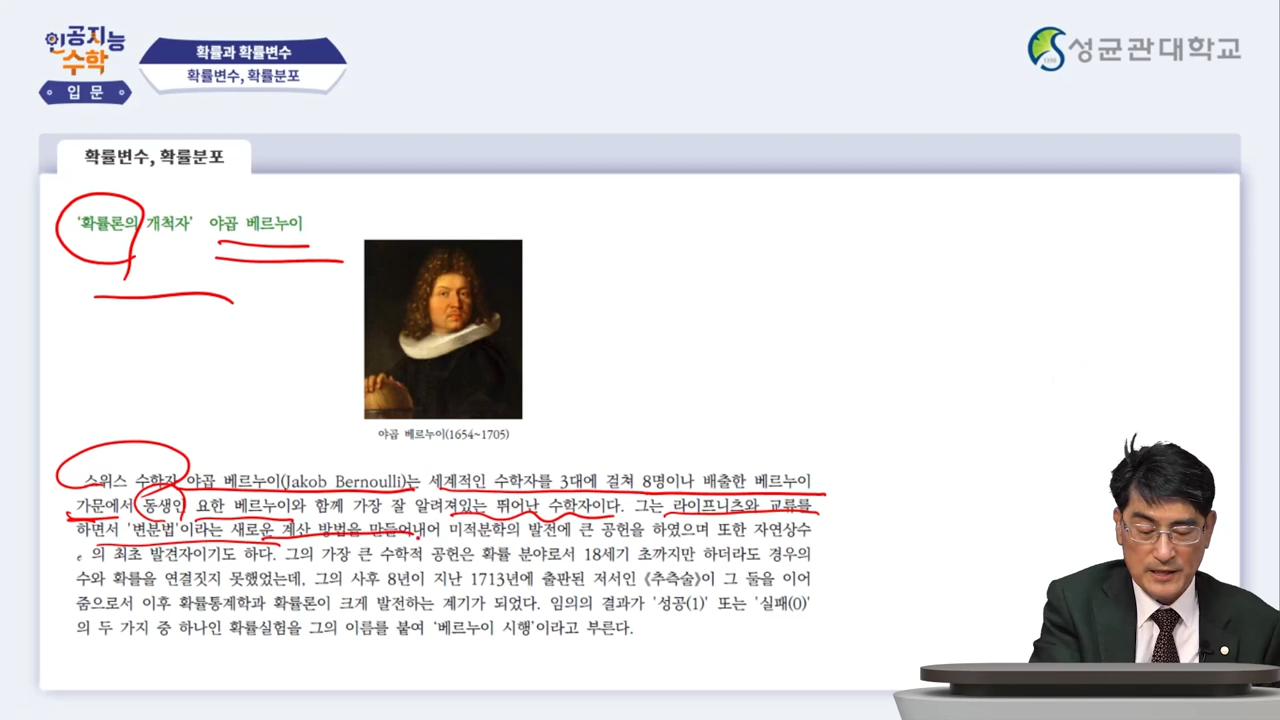 인공지능
수학
입문
확률과 확률변수
확률변수, 확률분포
성균관대학교
1398
확률변수, 확률분포
'확률론의 개척자' 야곱 베르누이
야곱 베르누이(1654~1705)
스위스 수학자 야곱 베르누이(Jakob Bernoulli)는 세계적인 수학자를 3대에 걸쳐 8명이나 배출한 베르누이
가문에서 동생인 요한 베르누이와 함께 가장 잘 알려져있는 뛰어난 수학자이다. 그는 라이프니츠와 교류를
하면서 '변분법'이라는 새로운 계산 방법을 만들어내어 미적분학의 발전에 큰 공헌을 하였으며 또한 자연상수
e 의 최초 발견자이기도 하다. 그의 가장 큰 수학적 공헌은 확률 분야로서 18세기 초까지만 하더라도 경우의
수와 확률을 연결짓지 못했었는데, 그의 사후 8년이 지난 1713년에 출판된 저서인 《추측술》이 그 둘을 이어
줌으로서 이후 확률통계학과 확률론이 크게 발전하는 계기가 되었다. 임의의 결과가 '성공(1)' 또는 '실패(0)'
의 두 가지 중 하나인 확률실험을 그의 이름을 붙여 '베르누이 시행'이라고 부른다.